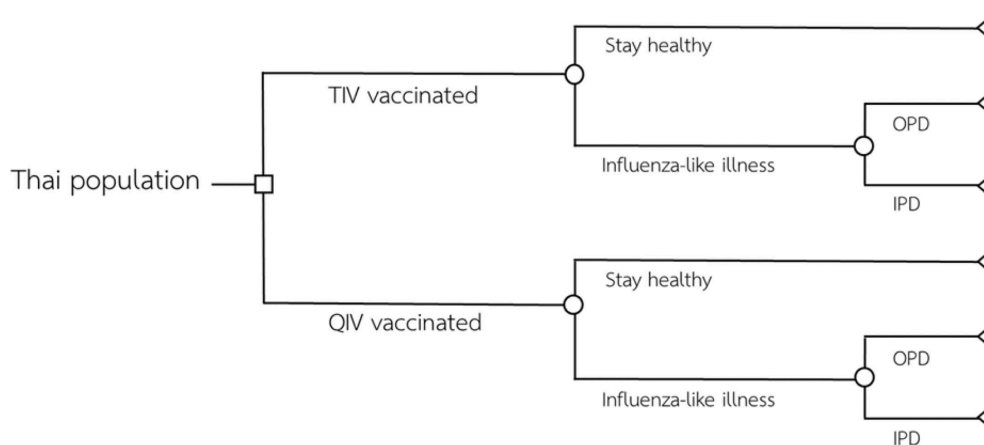 Stay healthy
TIV vaccinated
OPD
Influenza-like illness
Thai population
IPD
Stay healthy
QIV vaccinated
OPD
Influenza-like illness
IPD